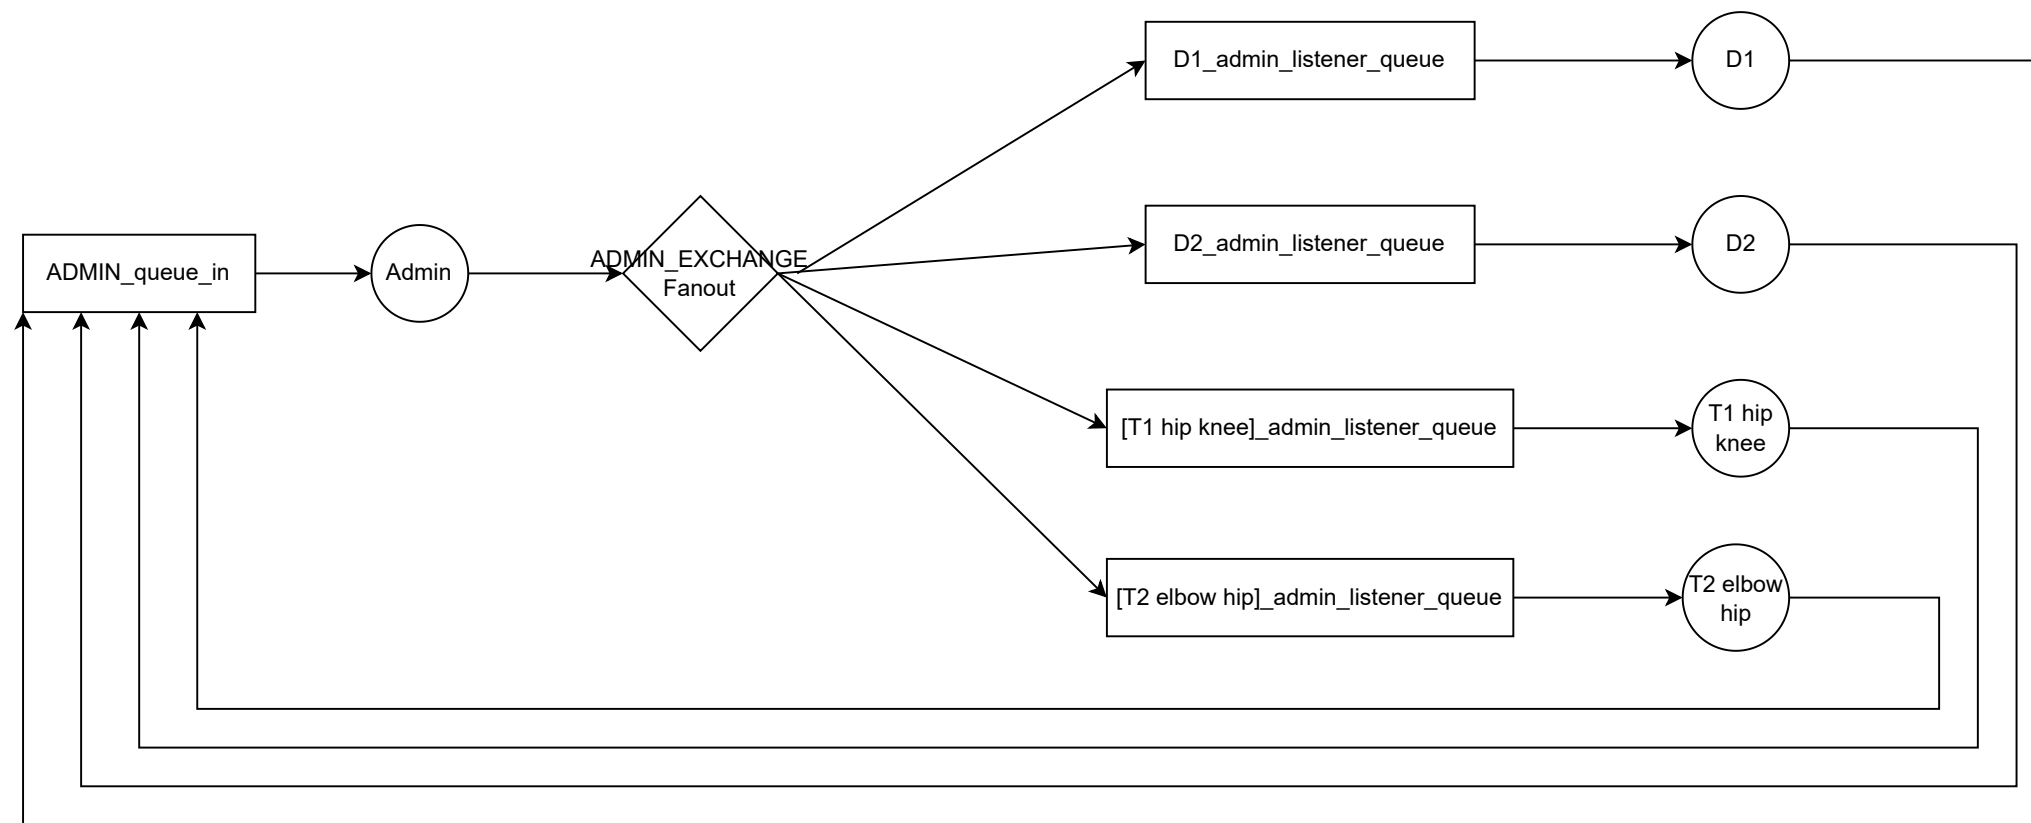 D1_admin_listener_queue
D1
D2_admin_listener_queue
D2
ADMIN_queue_in
Admin
ADMIN_EXCHANGE
Fanout
[T1 hip knee]_admin_listener_queue
T1 hip
knee
[T2 elbow hip]_admin_listener_queue
T2 elbow
hip